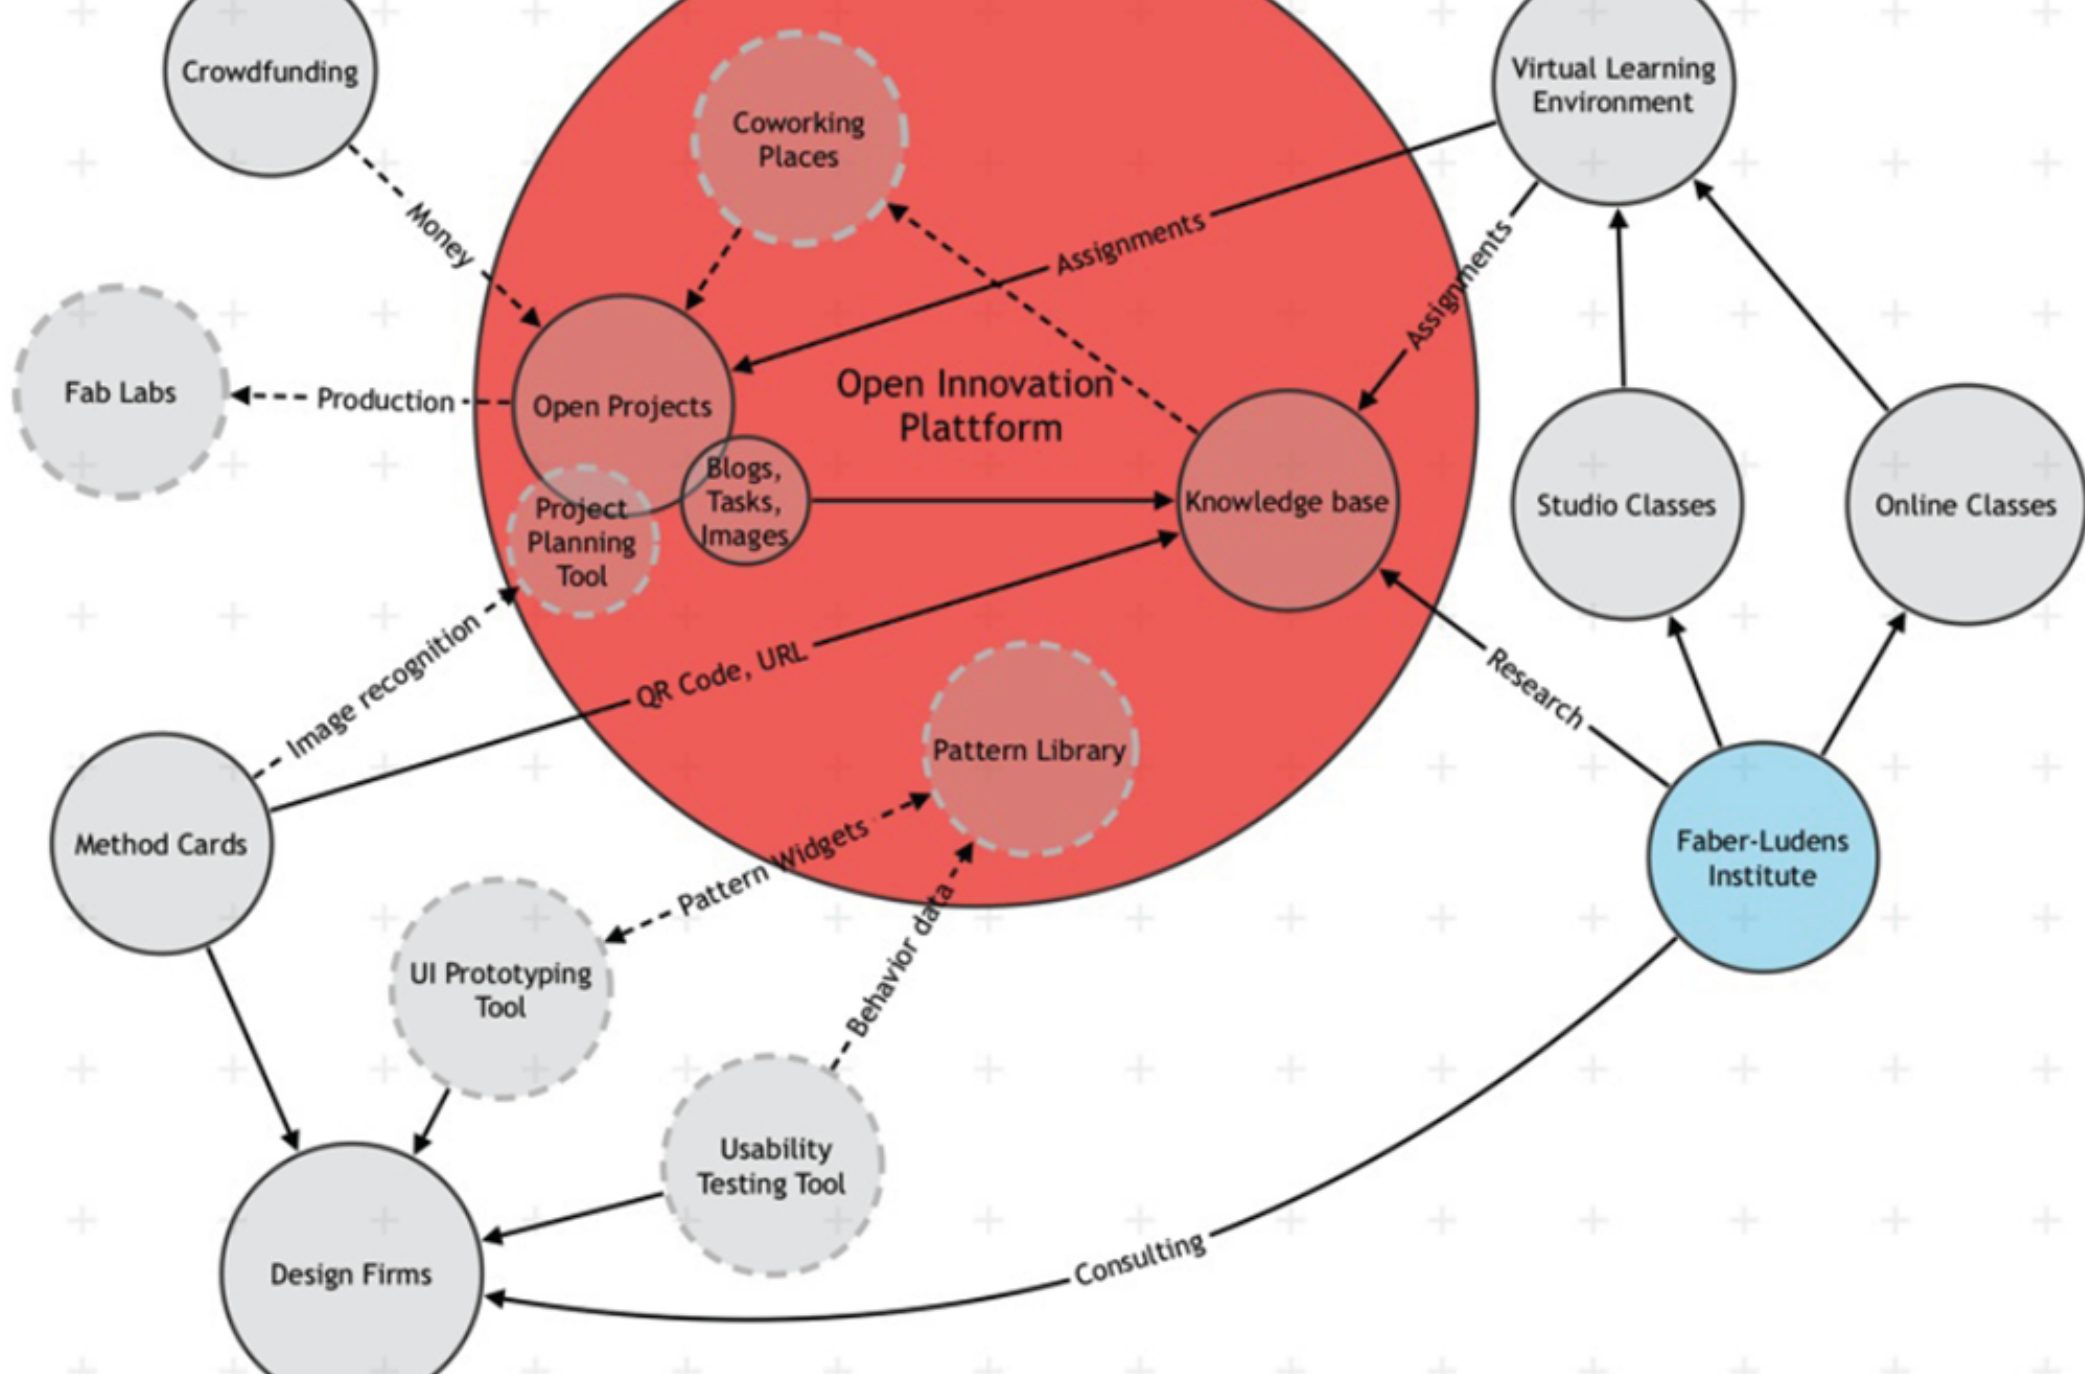 Crowdfunding
Virtual Learning
Environment
Coworking
Places
Money
Assignments
Assignments
Fab Labs
Production
Open Projects
Open Innovation
Plattform
Blogs,
Tasks,
Images
Project
Planning
Tool
Knowledge base
Studio Classes
Online Classes
Image recognition
QR Code, URL
Research
Pattern Library
Method Cards
Pattern Widgets
Faber-Ludens
Institute
UI Prototyping
Tool
Behavior data
Usability
Testing Tool
Design Firms
Consulting